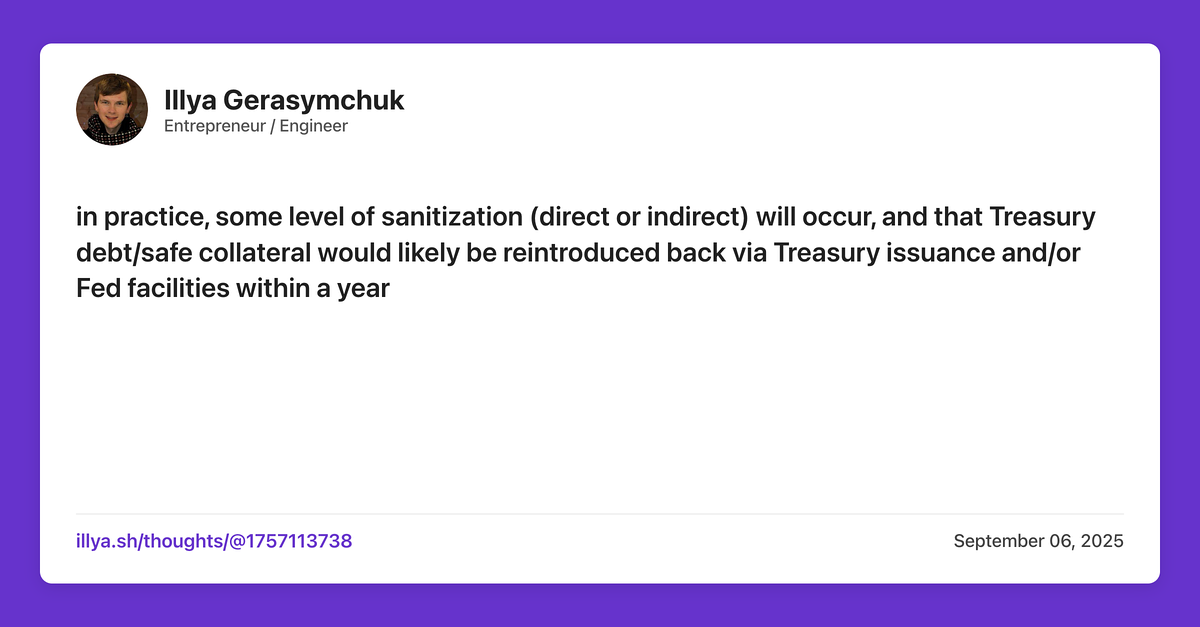 Illya Gerasymchuk
Entrepreneur / Engineer
in practice, some level of sanitization (direct or indirect) will occur, and that Treasury
debt/safe collateral would likely be reintroduced back via Treasury issuance and/or
Fed facilities within a year
illya.sh/thoughts/@1757113738
September 06, 2025